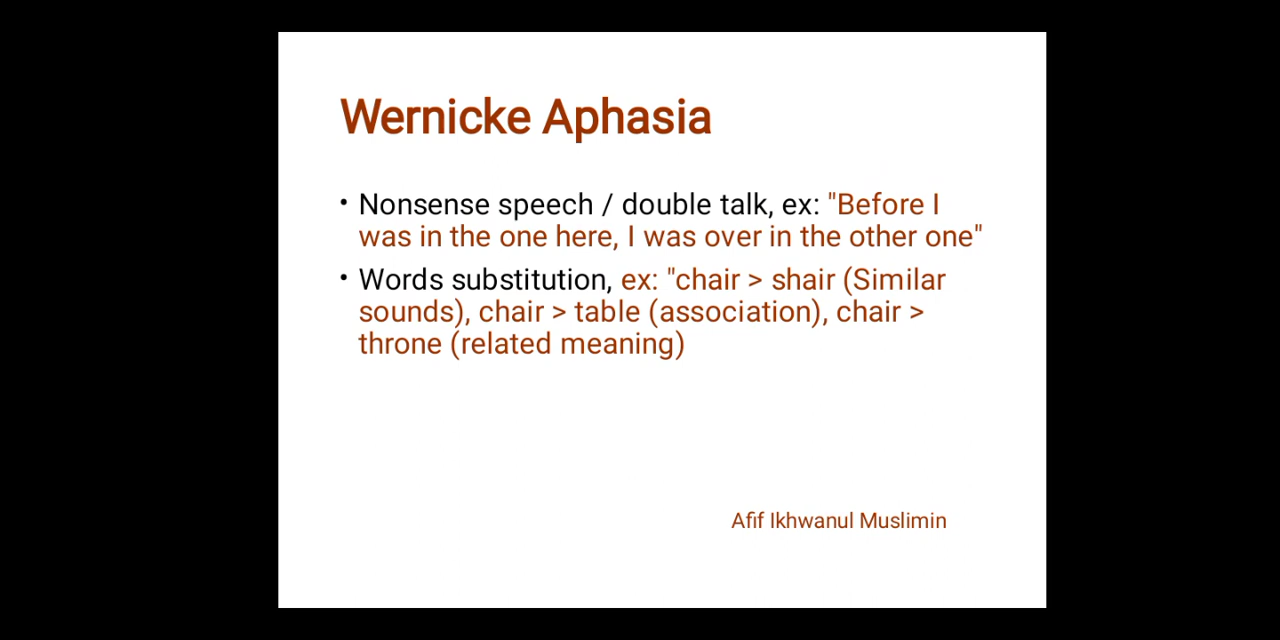 Wernicke Aphasia
• Nonsense speech / double talk, ex: "Before I
was in the one here, I was over in the other one"
• Words substitution, ex: "chair > shair (Similar
sounds), chair > table (association), chair >
throne (related meaning)
Afif Ikhwanul Muslimin